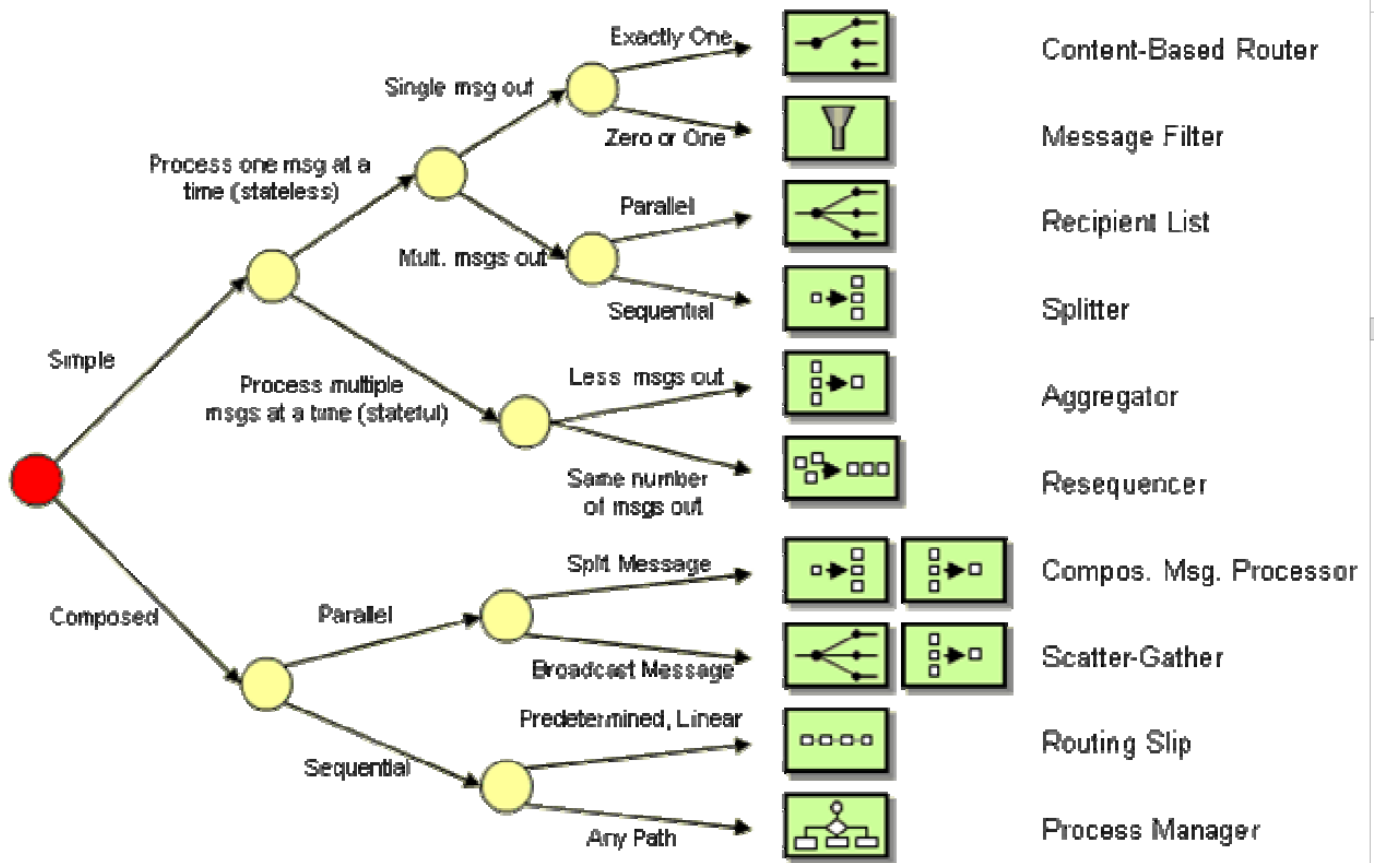 Exactly One
Content-Based Router
Single msg out
Zero or One
Message Filter
Process one msg at a
time (stateless)
Parallel
Recipient List
Mult. msgs out
Sequential
Splitter
Simple
Process multiple
msgs at a time (stateful)
Less msgs out
Aggregator
Same number
of msgs out
Resequencer
Composed
Parallel
Split Message
Compos. Msg. Processor
Broadcast Message
Scatter-Gather
Sequential
Predetermined, Linear
Routing Slip
Any Path
Process Manager